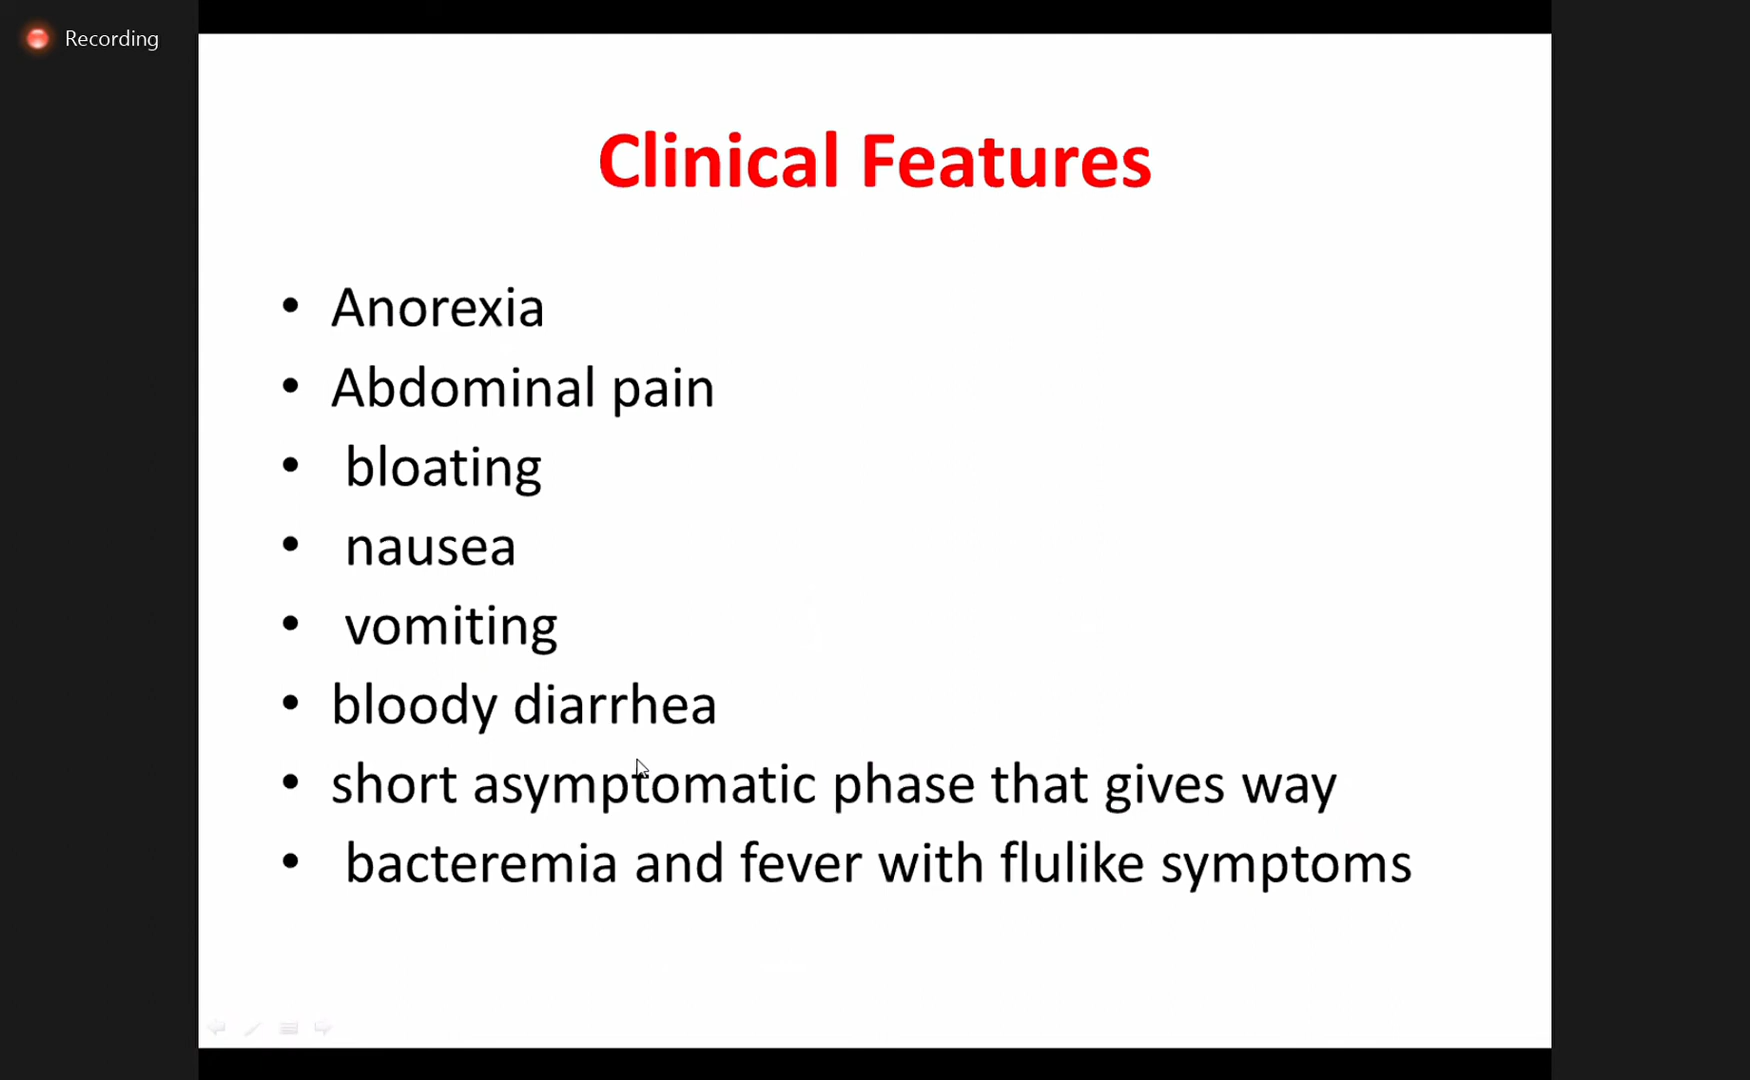 Recording
Clinical Features
• Anorexia
• Abdominal pain
• bloating
• nausea
• vomiting
• bloody diarrhea
• short asymptomatic phase that gives way
• bacteremia and fever with flulike symptoms